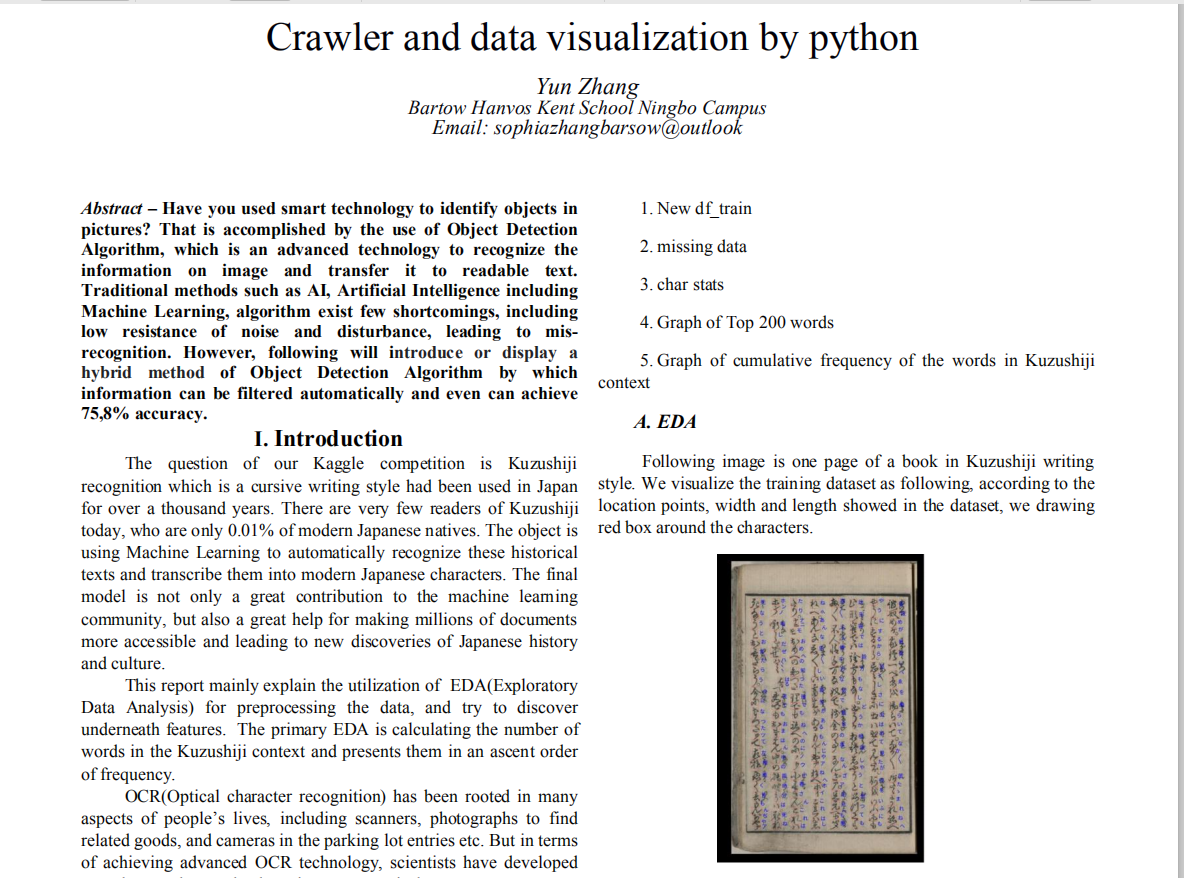 Crawler and data visualization by python
Yun Zhang
Bartow Hanvos Kent School Ningbo Campus
Email: sophiazhangbarsow@outlook
Abstract – Have you used smart technology to identify objects in
pictures? That is accomplished by the use of Object Detection
Algorithm, which is an advanced technology to recognize the
information on image and transfer it to readable text.
Traditional methods such as AI, Artificial Intelligence including
Machine Learning, algorithm exist few shortcomings, including
low resistance of noise and disturbance, leading to mis-
recognition. However, following will introduce or display a
hybrid method of Object Detection Algorithm by which
information can be filtered automatically and even can achieve
75,8% accuracy.
I. Introduction
The question of our Kaggle competition is Kuzushiji
recognition which is a cursive writing style had been used in Japan
for over a thousand years. There are very few readers of Kuzushiji
today, who are only 0.01% of modern Japanese natives. The object is
using Machine Learning to automatically recognize these historical
texts and transcribe them into modern Japanese characters. The final
model is not only a great contribution to the machine learning
community, but also a great help for making millions of documents
more accessible and leading to new discoveries of Japanese history
and culture.
This report mainly explain the utilization of EDA(Exploratory
Data Analysis) for preprocessing the data, and try to discover
underneath features. The primary EDA is calculating the number of
words in the Kuzushiji context and presents them in an ascent order
of frequency.
OCR(Optical character recognition) has been rooted in many
aspects of people’s lives, including scanners, photographs to find
related goods, and cameras in the parking lot entries etc. But in terms
of achieving advanced OCR technology, scientists have developed
1. New df_train
2. missing data
3. char stats
4. Graph of Top 200 words
5. Graph of cumulative frequency of the words in Kuzushiji
context
A. EDA
Following image is one page of a book in Kuzushiji writing
style. We visualize the training dataset as following, according to the
location points, width and length showed in the dataset, we drawing
red box around the characters.